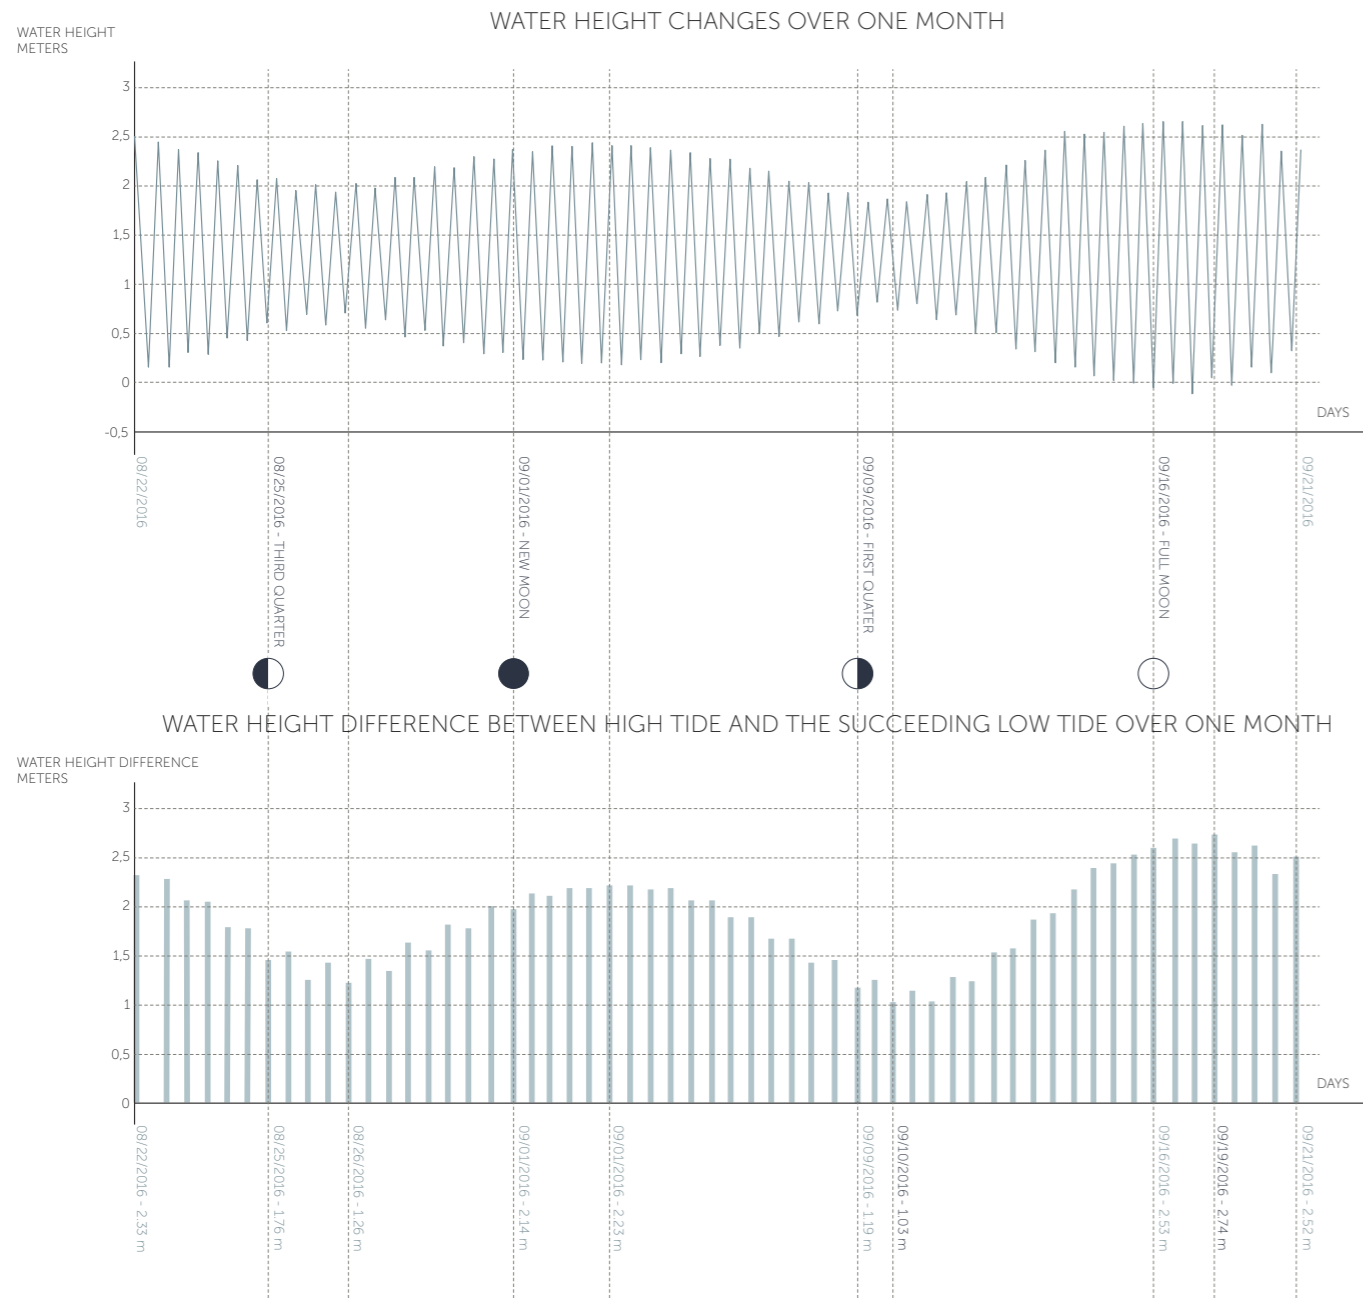 WATER HEIGHT CHANGES OVER ONE MONTH
WATER HEIGHT
METERS
3
2,5
2
1,5
1
0,5
0
-0,5
DAYS
08/22/2016
08/25/2016 - THIRD QUARTER
09/01/2016 - NEW MOON
09/09/2016 - FIRST QUATER
09/16/2016 - FULL MOON
09/21/2016
WATER HEIGHT DIFFERENCE BETWEEN HIGH TIDE AND THE SUCCEEDING LOW TIDE OVER ONE MONTH
WATER HEIGHT DIFFERENCE
METERS
3
2,5
2
1,5
1
0,5
0
DAYS
08/22/2016 - 2.33 m
08/25/2016 - 1.76 m
08/26/2016 - 1.26 m
09/01/2016 - 2.14 m
09/01/2016 - 2.23 m
09/09/2016 - 1.19 m
09/10/2016 - 1.03 m
09/16/2016 - 2.53 m
09/19/2016 - 2.74 m
09/21/2016 - 2.52 m